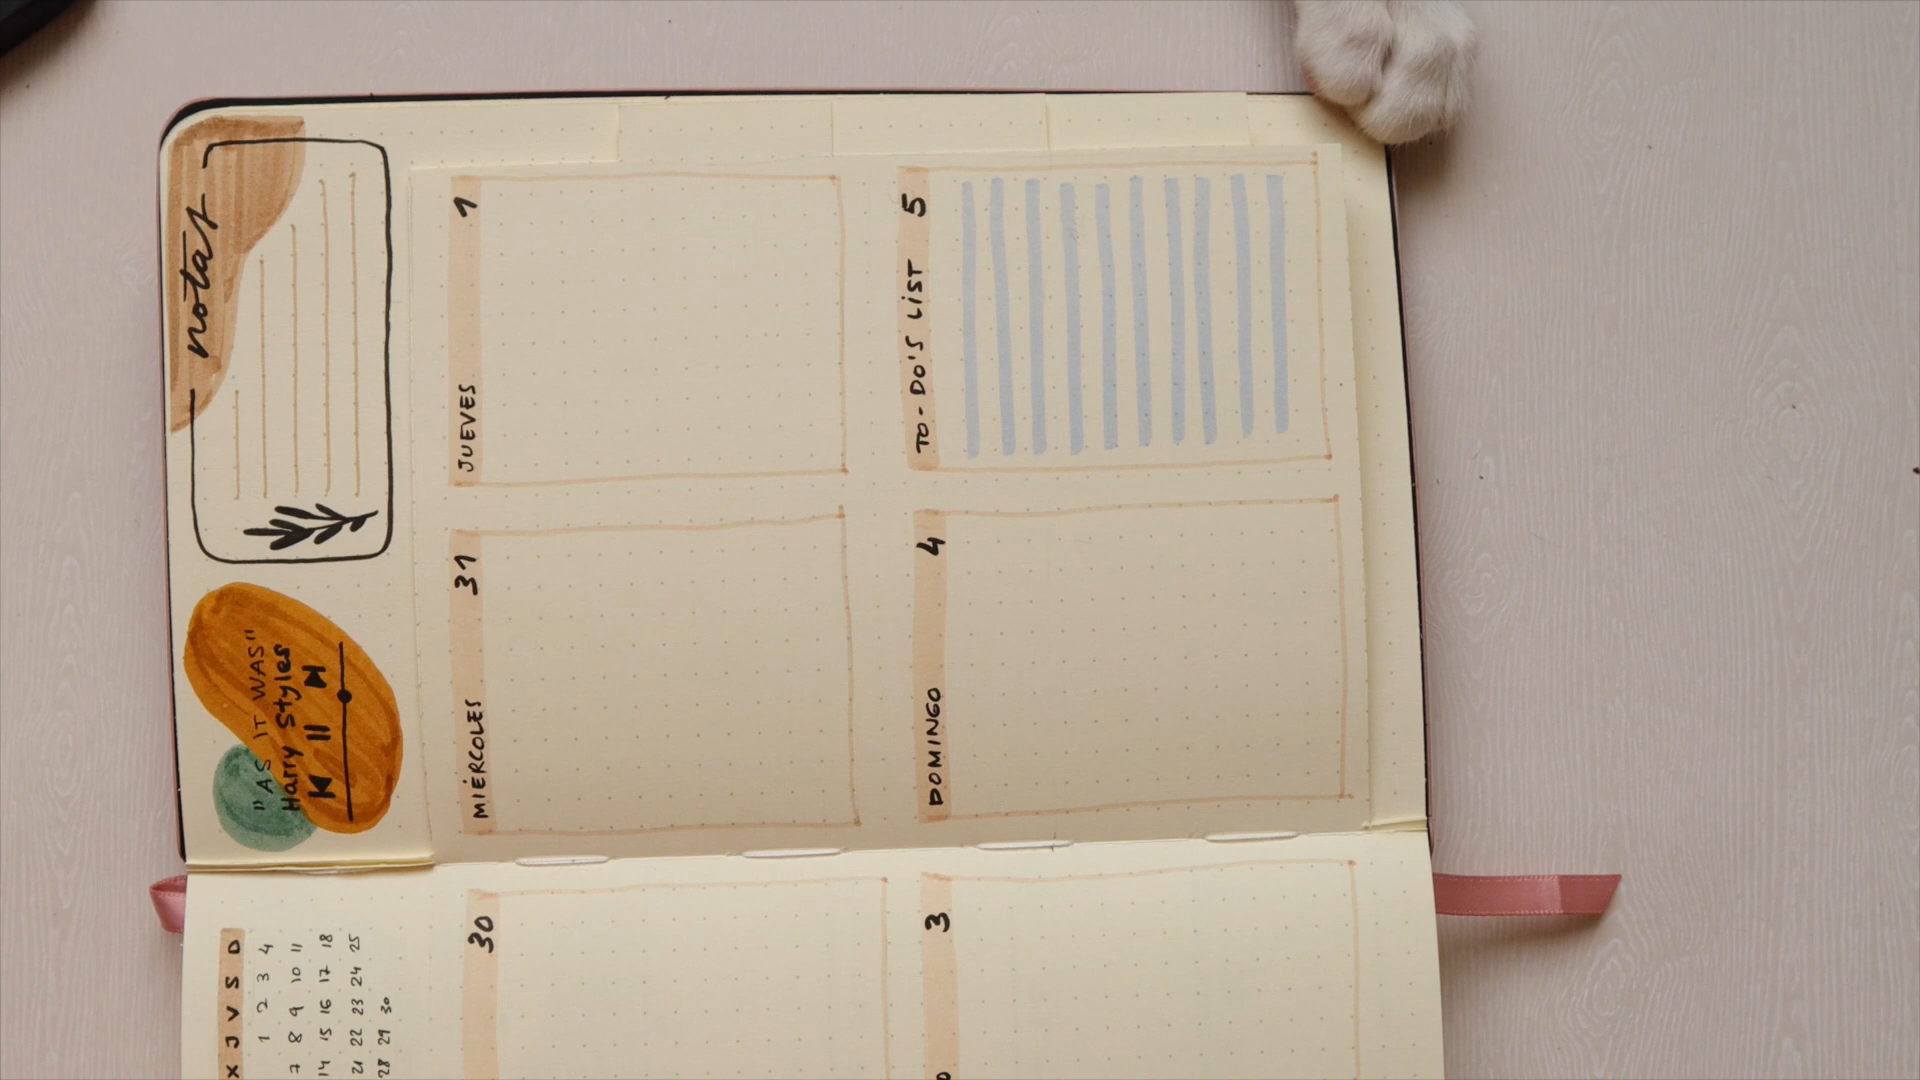 notas
"AS IT WAS"
Harry Styles
X J V S D
1 2 3 4
7 8 9 10 11
14 15 16 17 18
21 22 23 24 25
28 29 30
30
MIÉRCOLES 31
JUEVES 1
3
DOMINGO 4
TO-DO'S LIST 5